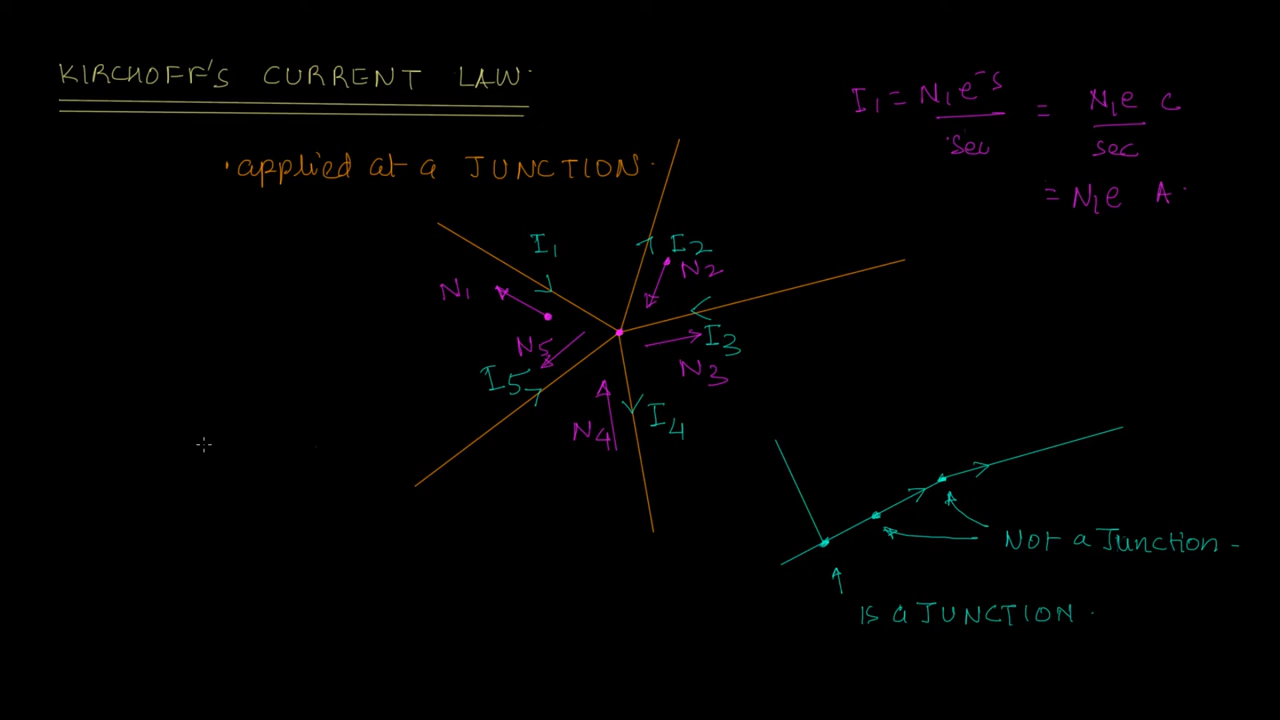 KIRCHOFF'S CURRENT LAW
I₁ = N₁e⁻s / sec = N₁e C / sec
= N₁e A.
• applied at a JUNCTION.
I₁
I₂
N₂
N₁
I₃
N₅
N₃
I₅
I₄
N₄
Not a Junction -
is a JUNCTION.